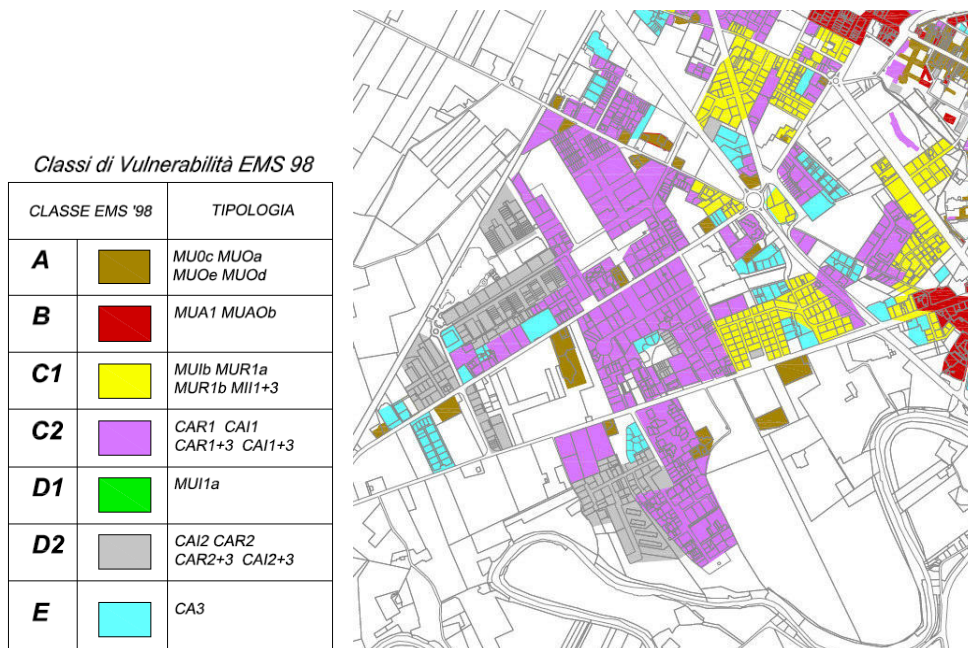 Classi di Vulnerabilità EMS 98
CLASSE EMS '98 TIPOLOGIA
A MU0c MUOa
MUOe MUOd
B MUA1 MUAOb
C1 MUIb MUR1a
MUR1b MII1+3
C2 CAR1 CAI1
CAR1+3 CAI1+3
D1 MUI1a
D2 CAI2 CAR2
CAR2+3 CAI2+3
E CA3